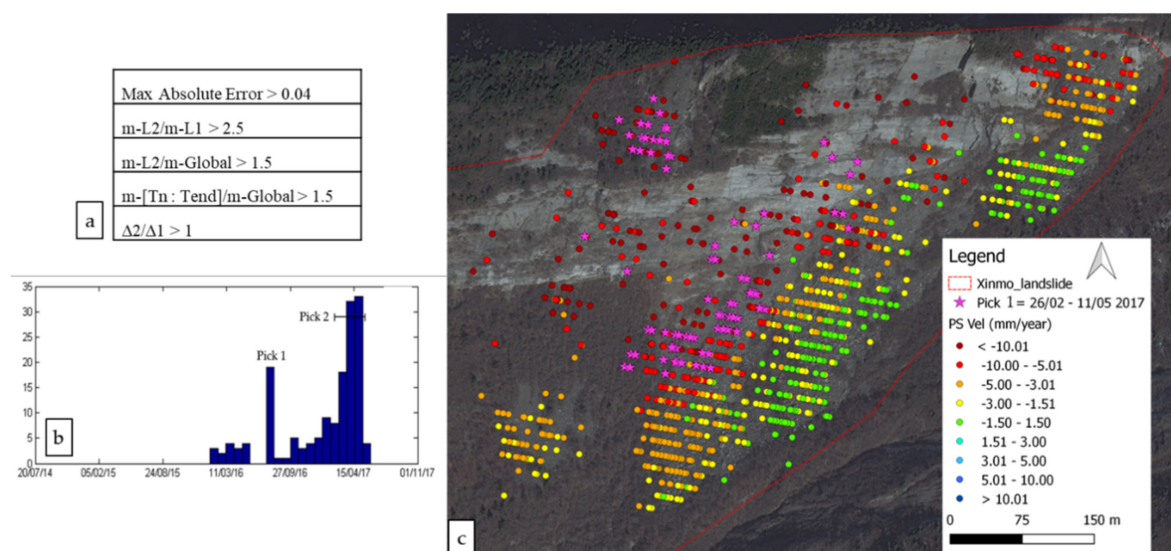 Max Absolute Error > 0.04
m-L2/m-L1 > 2.5
m-L2/m-Global > 1.5
m-[Tn : Tend]/m-Global > 1.5
Δ2/Δ1 > 1
a
35
30
25
20
15
10
5
0
Pick 2
Pick 1
b
20/07/14 05/02/15 24/08/15 11/03/16 27/09/16 15/04/17 01/11/17
c
Legend
Xinmo_landslide
Pick 1 = 26/02 - 11/05 2017
PS Vel (mm/year)
< -10.01
-10.00 - -5.01
-5.00 - -3.01
-3.00 - -1.51
-1.50 - 1.50
1.51 - 3.00
3.01 - 5.00
5.01 - 10.00
> 10.01
0 75 150 m